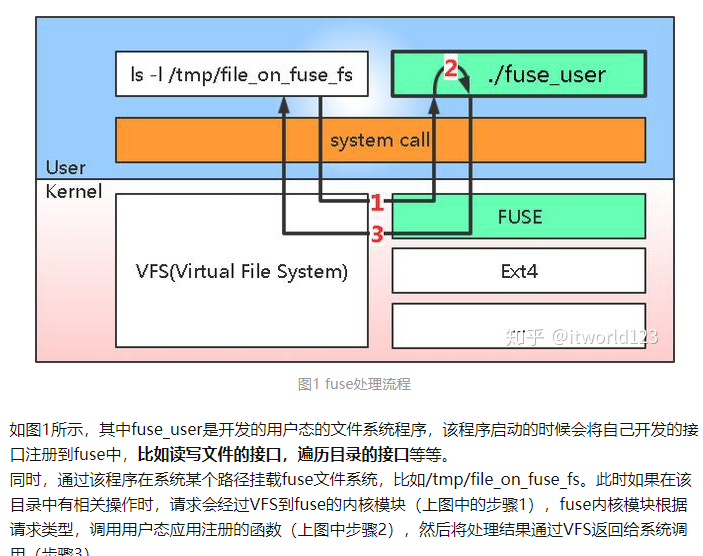 ls -l /tmp/file_on_fuse_fs
2
./fuse_user
system call
User
Kernel
1
3
FUSE
VFS(Virtual File System)
Ext4
...
知乎 @itworld123
图1 fuse处理流程
如图1所示，其中fuse_user是开发的用户态的文件系统程序，该程序启动的时候会将自己开发的接
口注册到fuse中，比如读写文件的接口，遍历目录的接口等等。
同时，通过该程序在系统某个路径挂载fuse文件系统，比如/tmp/file_on_fuse_fs。此时如果在该
目录中有相关操作时，请求会经过VFS到fuse的内核模块（上图中的步骤1），fuse内核模块根据
请求类型，调用用户态应用注册的函数（上图中步骤2），然后将处理结果通过VFS返回给系统调
用（步骤3）